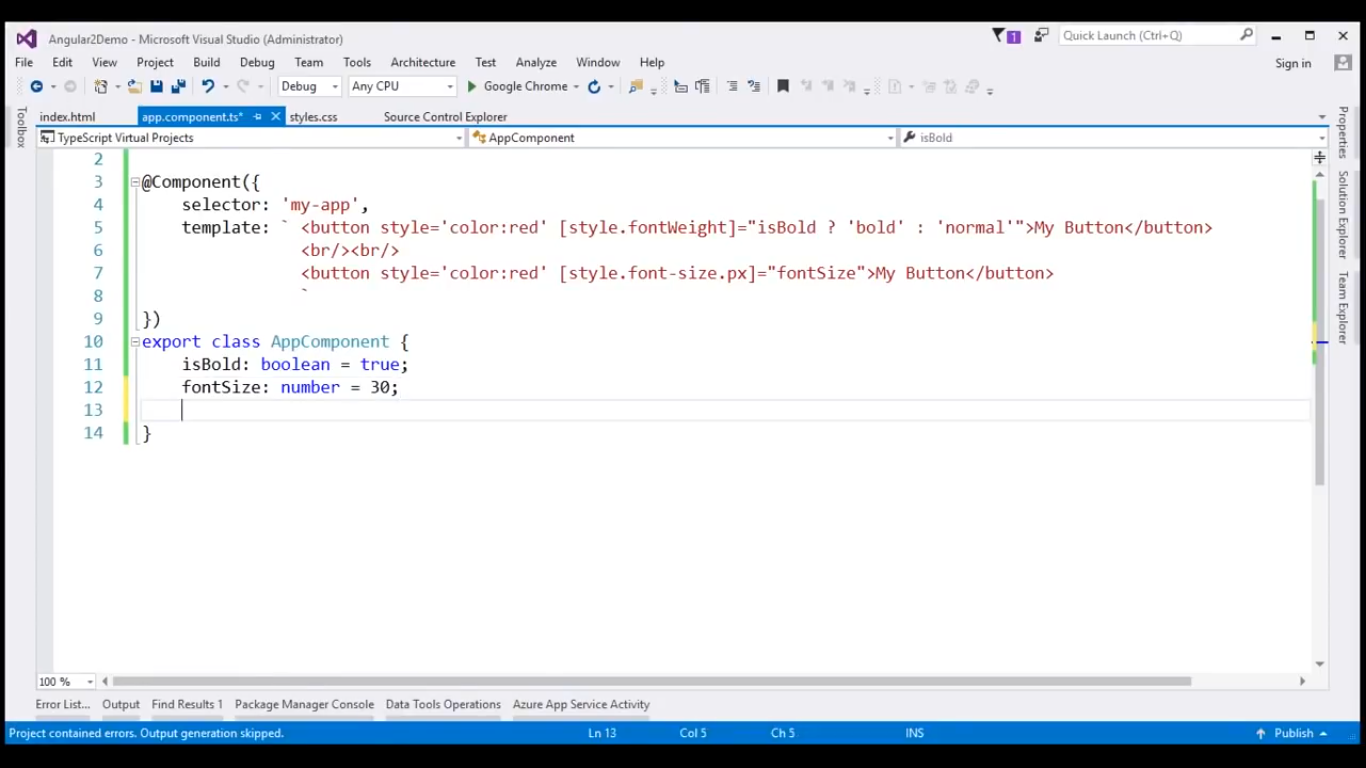 Angular2Demo - Microsoft Visual Studio (Administrator)
1
Quick Launch (Ctrl+Q)
File Edit View Project Build Debug Team Tools Architecture Test Analyze Window Help
Sign in
Debug Any CPU Google Chrome
index.html app.component.ts* styles.css Source Control Explorer
TypeScript Virtual Projects AppComponent isBold
Toolbox
Properties
Solution Explorer
Team Explorer
2
3 @Component({
4 selector: 'my-app',
5 template: ` <button style='color:red' [style.fontWeight]="isBold ? 'bold' : 'normal'">My Button</button>
6 <br/><br/>
7 <button style='color:red' [style.font-size.px]="fontSize">My Button</button>
8 `
9 })
10 export class AppComponent {
11 isBold: boolean = true;
12 fontSize: number = 30;
13
14 }
100 %
Error List... Output Find Results 1 Package Manager Console Data Tools Operations Azure App Service Activity
Project contained errors. Output generation skipped. Ln 13 Col 5 Ch 5 INS Publish